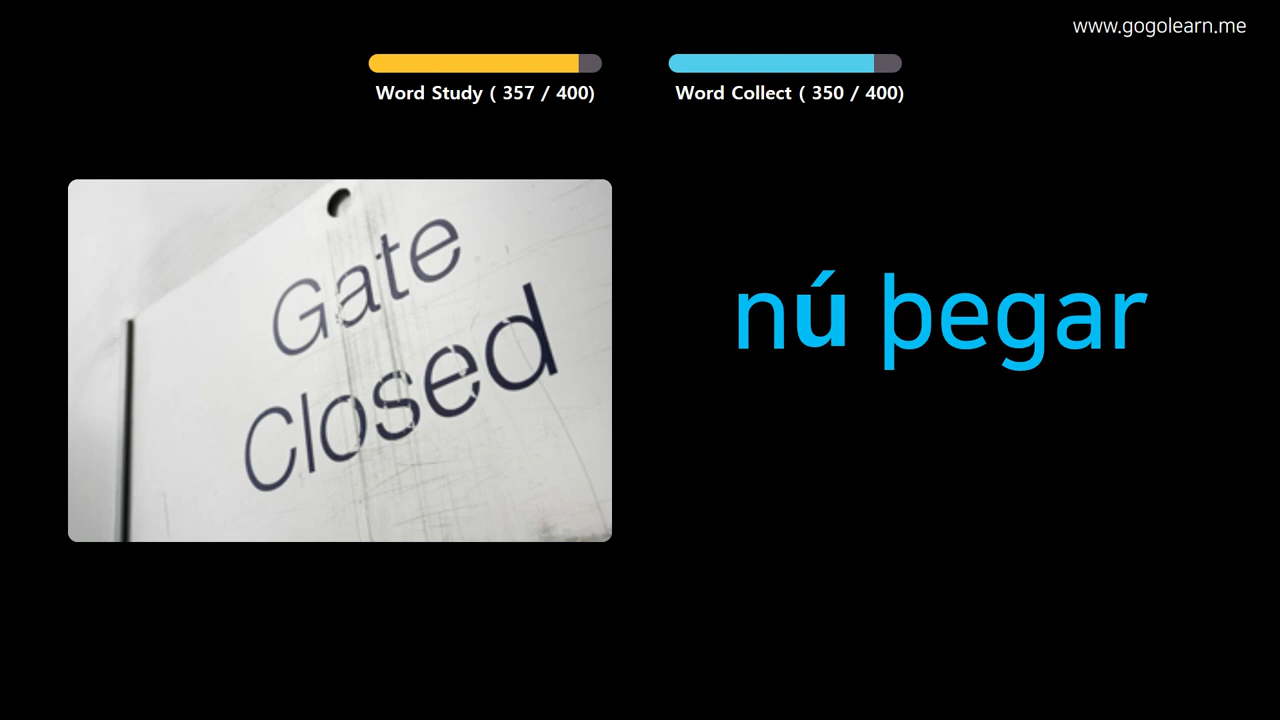 www.gogolearn.me
Word Study ( 357 / 400)
Word Collect ( 350 / 400)
Gate
Closed
nú þegar